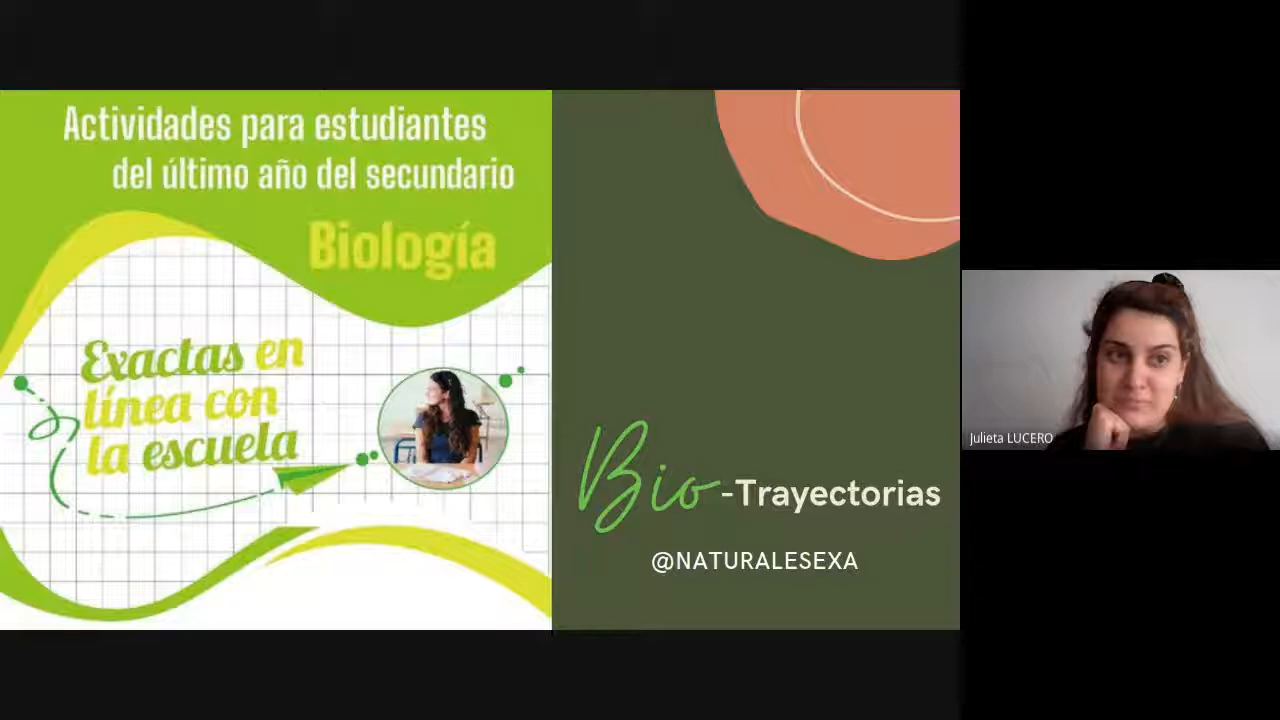 Actividades para estudiantes
del último año del secundario
Biología
Exactas en
línea con
la escuela
Bio-Trayectorias
@NATURALESEXA
Julieta LUCERO